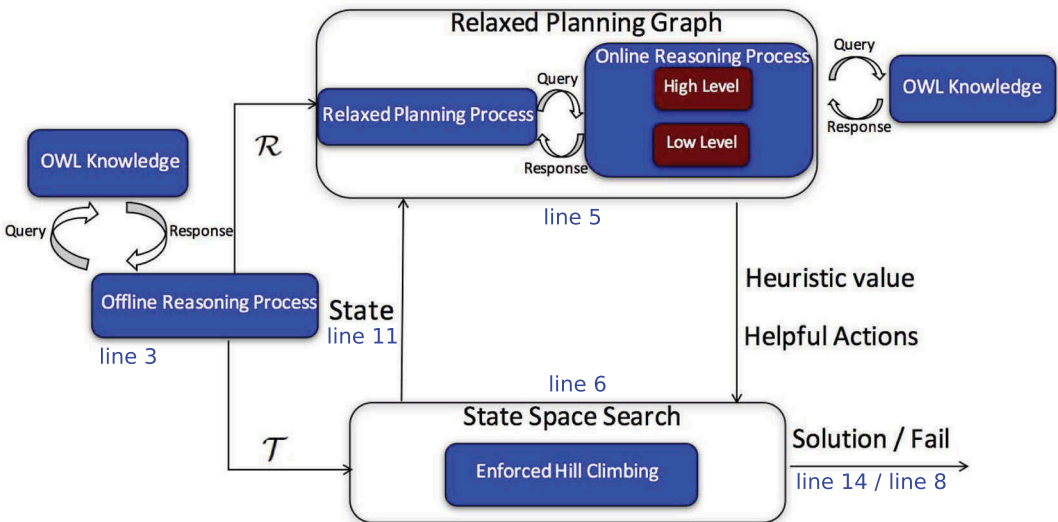 Relaxed Planning Graph
Online Reasoning Process
High Level
Low Level
Relaxed Planning Process
Query
Response
Query
Response
OWL Knowledge
OWL Knowledge
Query
Response
Offline Reasoning Process
line 3
ℛ
𝒯
line 5
State
line 11
Heuristic value
Helpful Actions
line 6
State Space Search
Enforced Hill Climbing
Solution / Fail
line 14 / line 8